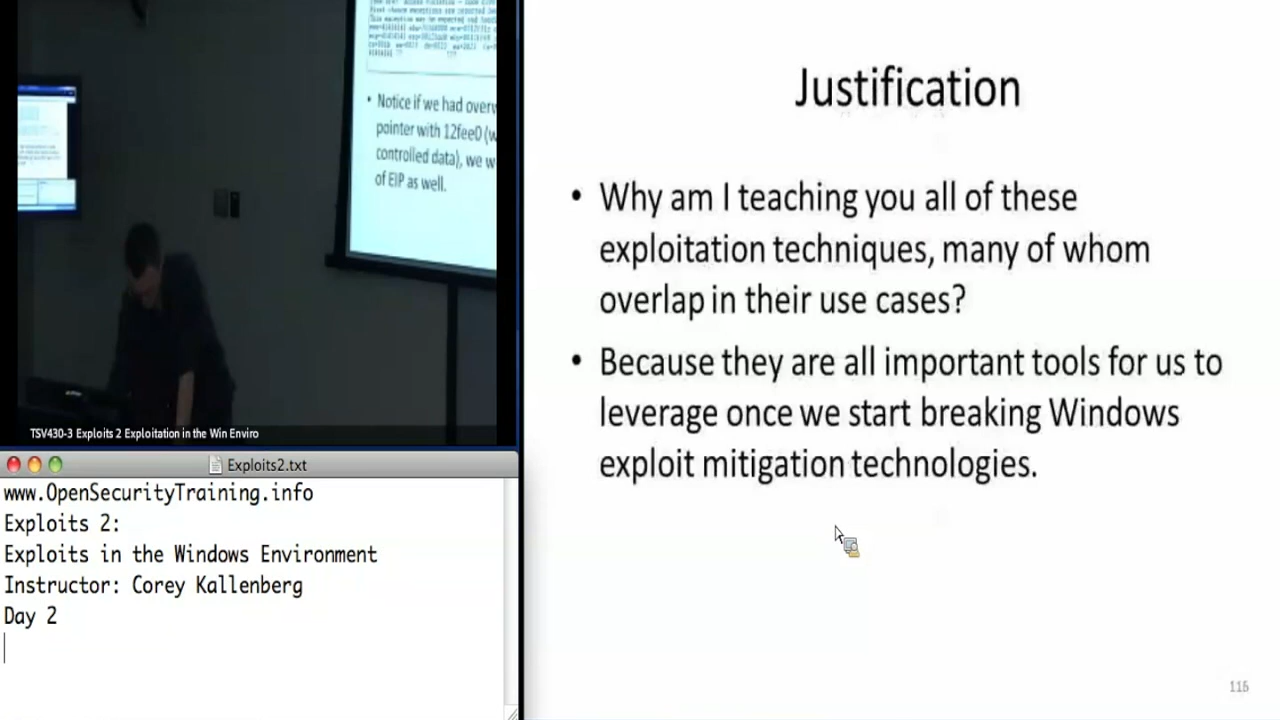 • Notice if we had overw
pointer with 12fee0 (w
controlled data), we w
of EIP as well.
TSV430-3 Exploits 2 Exploitation in the Win Enviro
Exploits2.txt
www.OpenSecurityTraining.info
Exploits 2:
Exploits in the Windows Environment
Instructor: Corey Kallenberg
Day 2
Justification
• Why am I teaching you all of these
exploitation techniques, many of whom
overlap in their use cases?
• Because they are all important tools for us to
leverage once we start breaking Windows
exploit mitigation technologies.
115